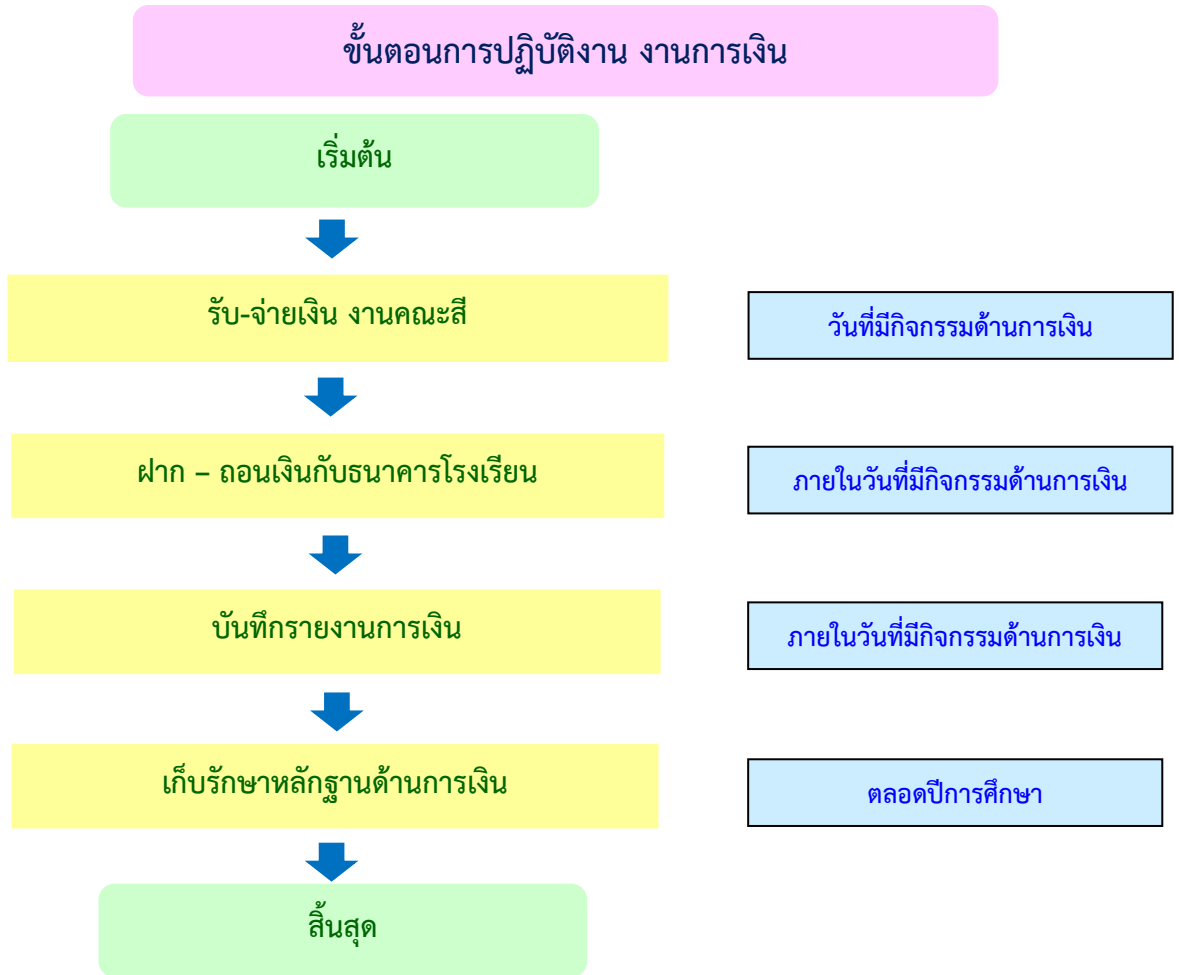 ขั้นตอนการปฏิบัติงาน งานการเงิน
เริ่มต้น
รับ-จ่ายเงิน งานคณะสี
วันที่มีกิจกรรมด้านการเงิน
ฝาก – ถอนเงินกับธนาคารโรงเรียน
ภายในวันที่มีกิจกรรมด้านการเงิน
บันทึกรายงานการเงิน
ภายในวันที่มีกิจกรรมด้านการเงิน
เก็บรักษาหลักฐานด้านการเงิน
ตลอดปีการศึกษา
สิ้นสุด